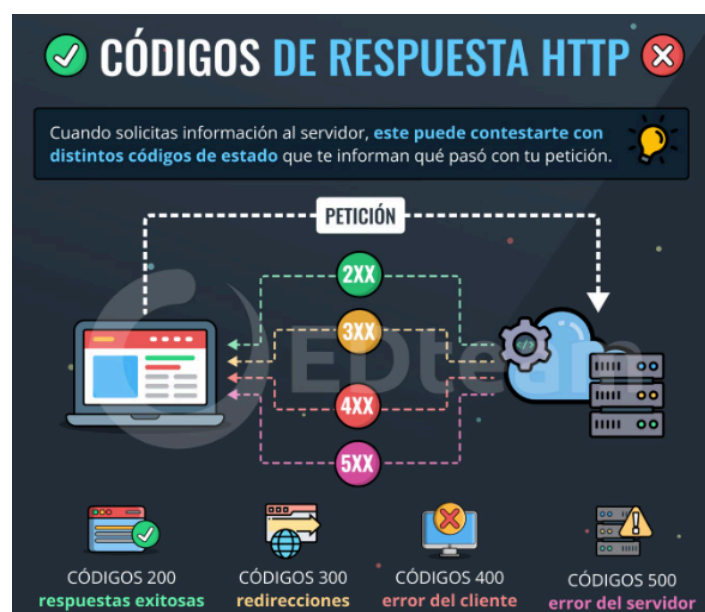 CÓDIGOS DE RESPUESTA HTTP
Cuando solicitas información al servidor, este puede contestarte con
distintos códigos de estado que te informan qué pasó con tu petición.
PETICIÓN
2XX
3XX
</>
EDteam
4XX
5XX
CÓDIGOS 200
respuestas exitosas
CÓDIGOS 300
redirecciones
CÓDIGOS 400
error del cliente
CÓDIGOS 500
error del servidor